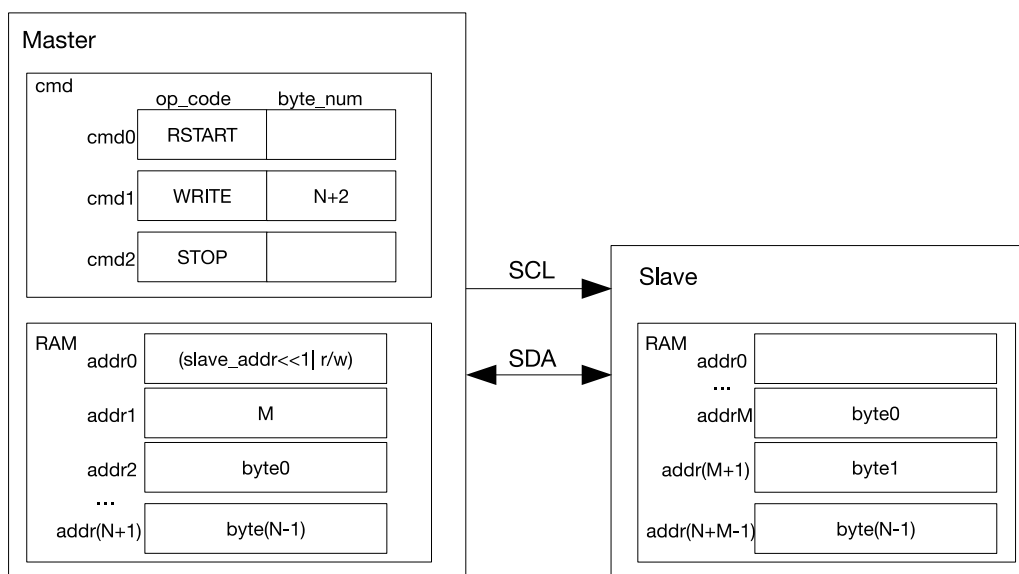 Master
cmd
op_code byte_num
cmd0 RSTART
cmd1 WRITE N+2
cmd2 STOP
RAM
addr0 (slave_addr<<1| r/w)
addr1 M
addr2 byte0
...
addr(N+1) byte(N-1)
SCL
SDA
Slave
RAM
addr0
...
addrM byte0
addr(M+1) byte1
addr(N+M-1) byte(N-1)